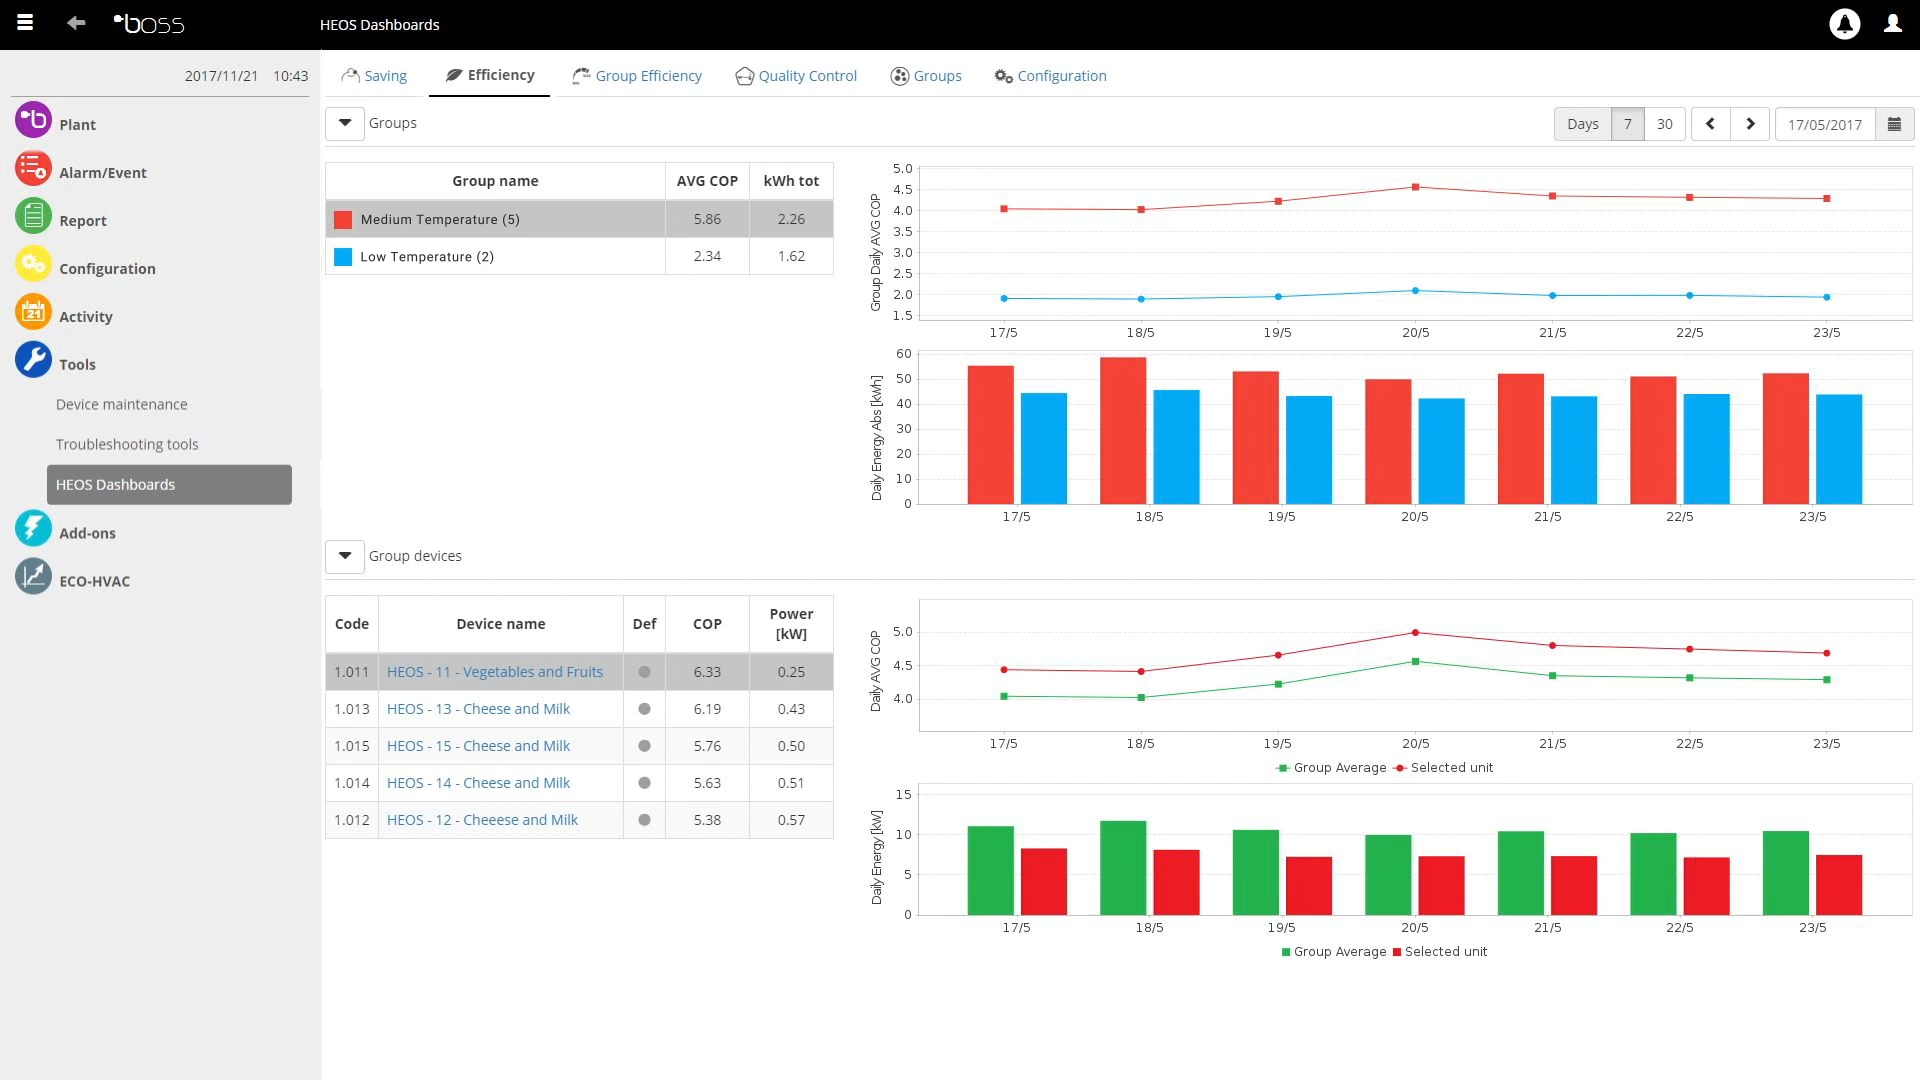 boss
HEOS Dashboards
2017/11/21 10:43
Plant
Alarm/Event
Report
Configuration
21
Activity
Tools
Device maintenance
Troubleshooting tools
HEOS Dashboards
Add-ons
ECO-HVAC
Saving
Efficiency
Group Efficiency
Quality Control
Groups
Configuration
Groups
Days 7 30
17/05/2017
Group name AVG COP kWh tot
Medium Temperature (5) 5.86 2.26
Low Temperature (2) 2.34 1.62
Group Daily AVG COP
5.0
4.5
4.0
3.5
3.0
2.5
2.0
1.5
17/5 18/5 19/5 20/5 21/5 22/5 23/5
Daily Energy Abs [kWh]
60
50
40
30
20
10
0
17/5 18/5 19/5 20/5 21/5 22/5 23/5
Group devices
Code Device name Def COP Power
[kW]
1.011 HEOS - 11 - Vegetables and Fruits 6.33 0.25
1.013 HEOS - 13 - Cheese and Milk 6.19 0.43
1.015 HEOS - 15 - Cheese and Milk 5.76 0.50
1.014 HEOS - 14 - Cheese and Milk 5.63 0.51
1.012 HEOS - 12 - Cheeese and Milk 5.38 0.57
Daily AVG COP
5.0
4.5
4.0
17/5 18/5 19/5 20/5 21/5 22/5 23/5
Group Average Selected unit
Daily Energy [kW]
15
10
5
0
17/5 18/5 19/5 20/5 21/5 22/5 23/5
Group Average Selected unit